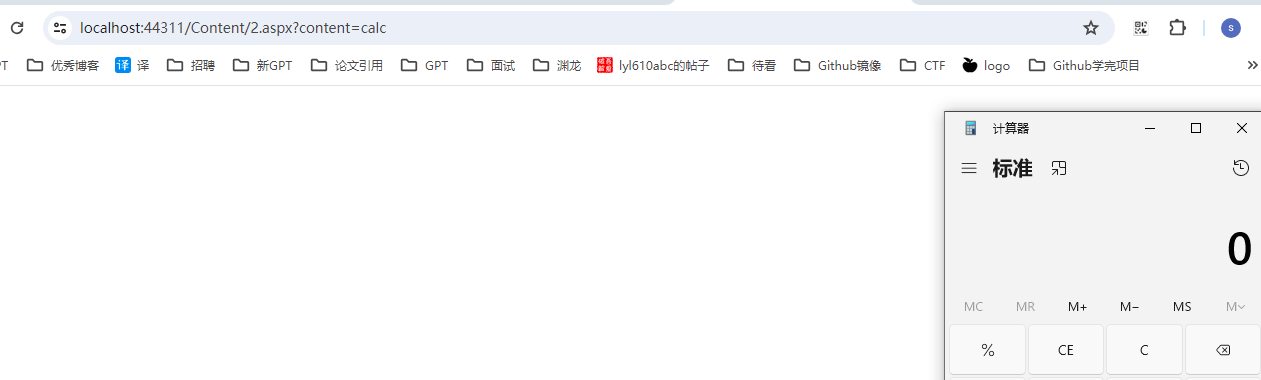 localhost:44311/Content/2.aspx?content=calc
s
PT 优秀博客 译 译 招聘 新GPT 论文引用 GPT 面试 渊龙 lyl610abc的帖子 待看 Github镜像 CTF logo Github学完项目
计算器
标准
0
MC MR M+ M− MS M
% CE C